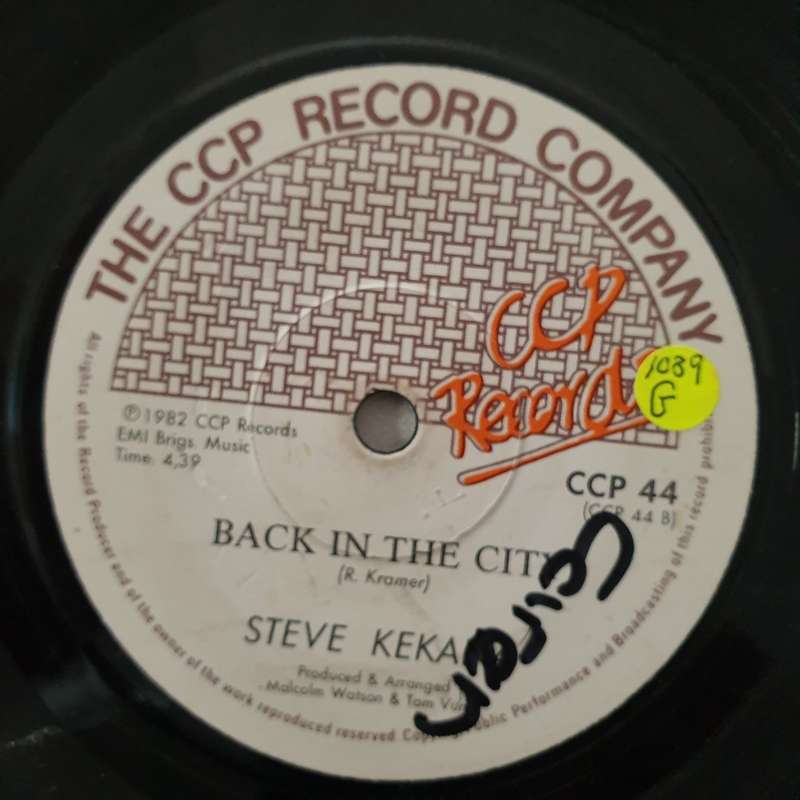 THE CCP RECORD COMPANY
CCP
Records
1039
G
℗ 1982 CCP Records
EMI Brigs. Music
Time: 4,39
CCP 44
(CCP 44 B)
BACK IN THE CITY
(R. Kramer)
STEVE KEKA
Produced & Arranged
Malcolm Watson & Tom
All rights of the Record Producer and of the owner of the work reproduced reserved. Public Performance and Broadcasting of this record prohib